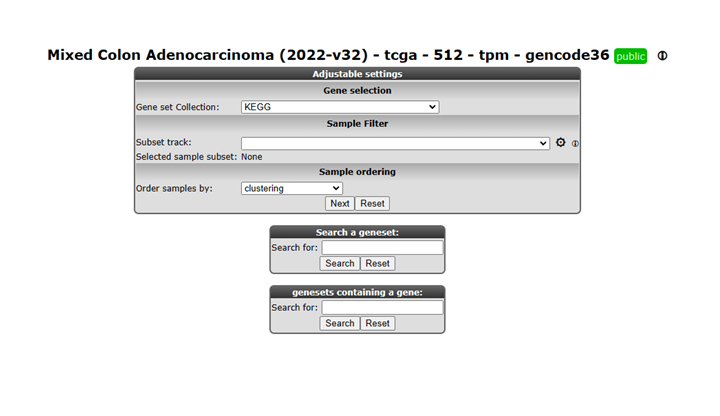 Mixed Colon Adenocarcinoma (2022-v32) - tcga - 512 - tpm - gencode36 public
Adjustable settings
Gene selection
Gene set Collection: KEGG
Sample Filter
Subset track:
Selected sample subset: None
Sample ordering
Order samples by: clustering
Next Reset
Search a geneset:
Search for:
Search Reset
genesets containing a gene:
Search for:
Search Reset